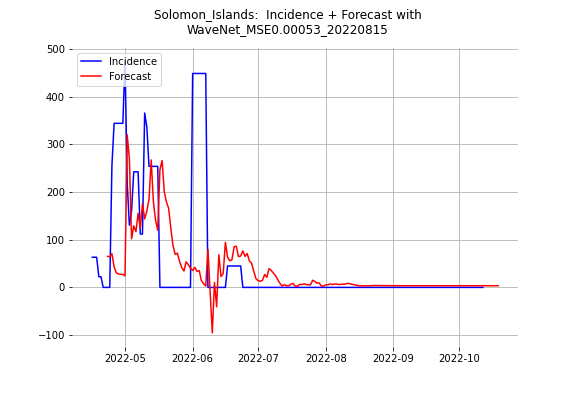 Solomon_Islands:  Incidence + Forecast with
WaveNet_MSE0.00053_20220815
500
400
300
200
100
0
−100
Incidence
Forecast
2022-05 2022-06 2022-07 2022-08 2022-09 2022-10